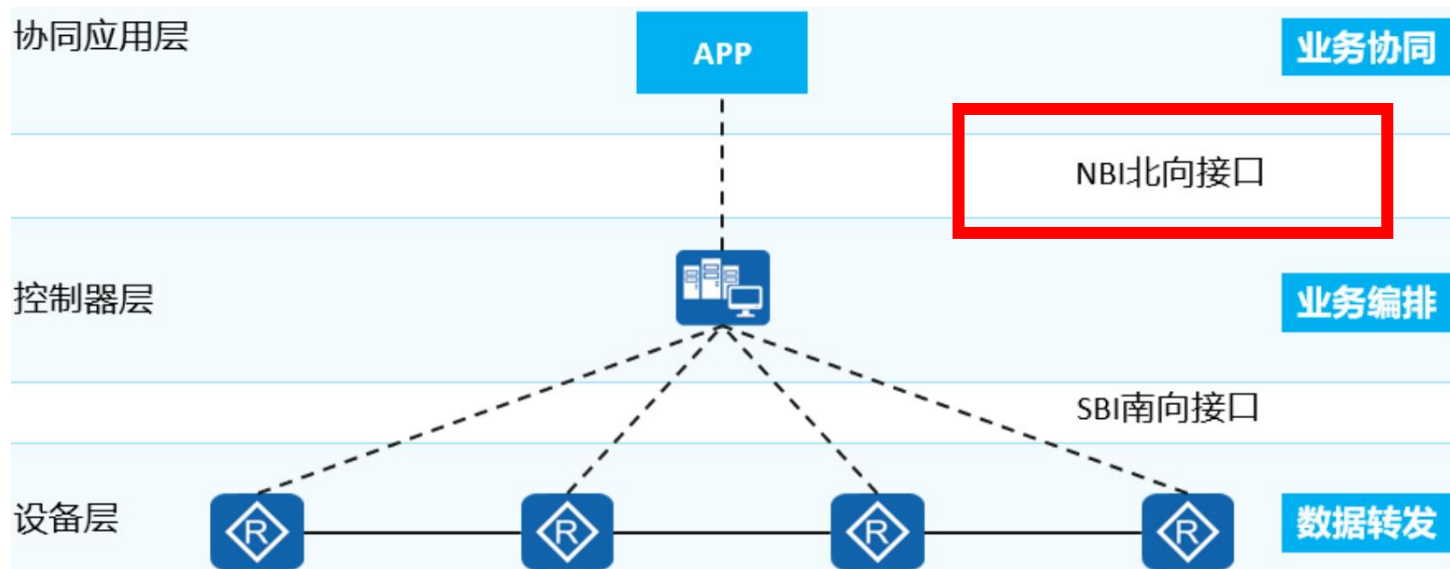 协同应用层
APP
业务协同
NBI北向接口
控制器层
业务编排
SBI南向接口
设备层
R
R
R
R
数据转发